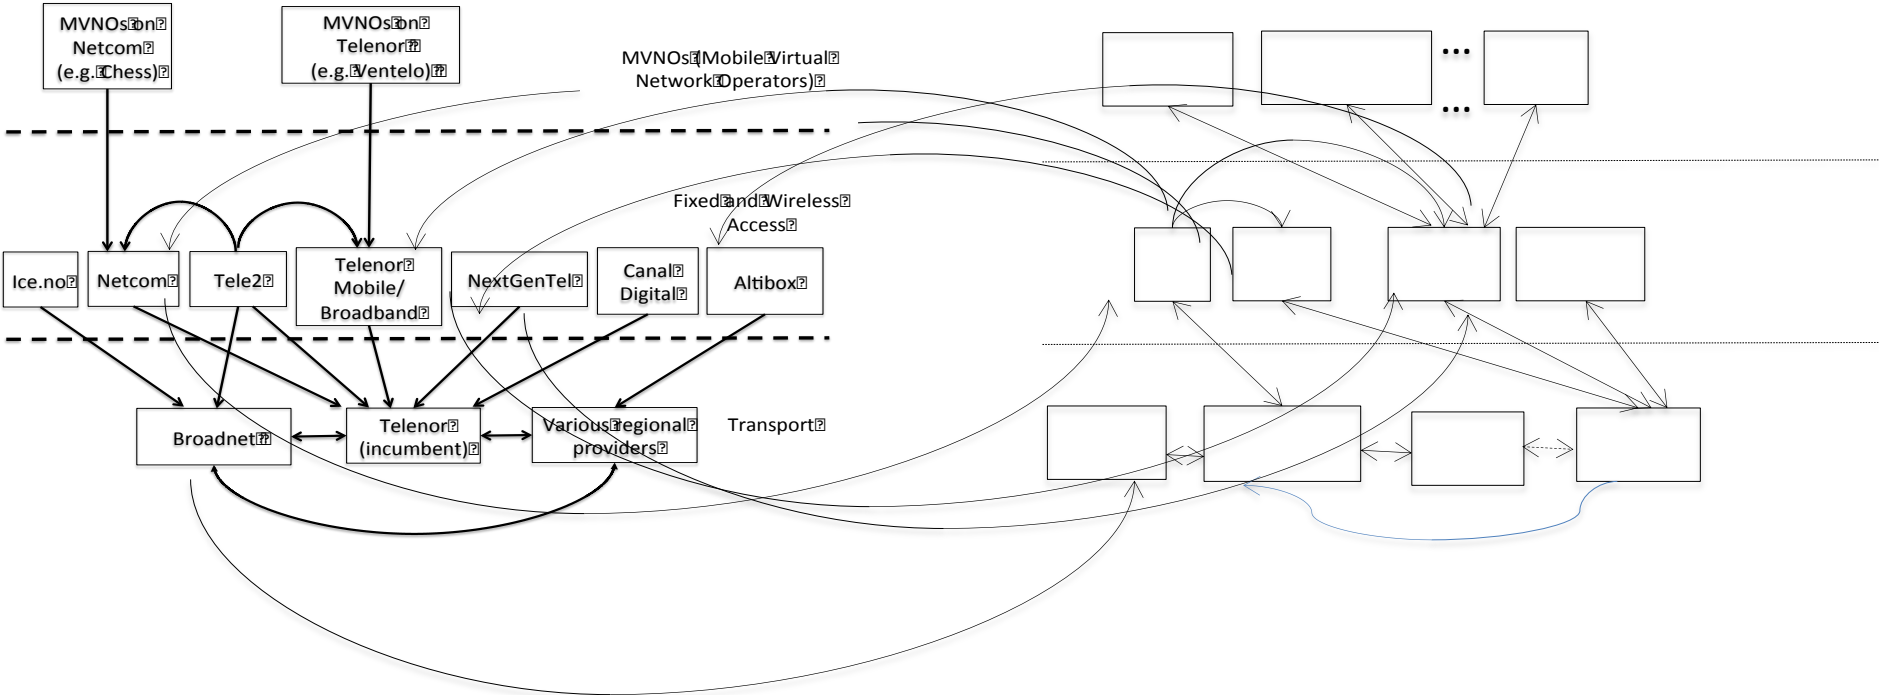 MVNOs on
Netcom
(e.g. Chess)
MVNOs on
Telenor
(e.g. Ventelo)
MVNOs (Mobile Virtual
Network Operators)
...
...
Fixed and Wireless
Access
Ice.no
Netcom
Tele2
Telenor
Mobile/
Broadband
NextGenTel
Canal
Digital
Altibox
Broadnet
Telenor
(incumbent)
Various regional
providers
Transport